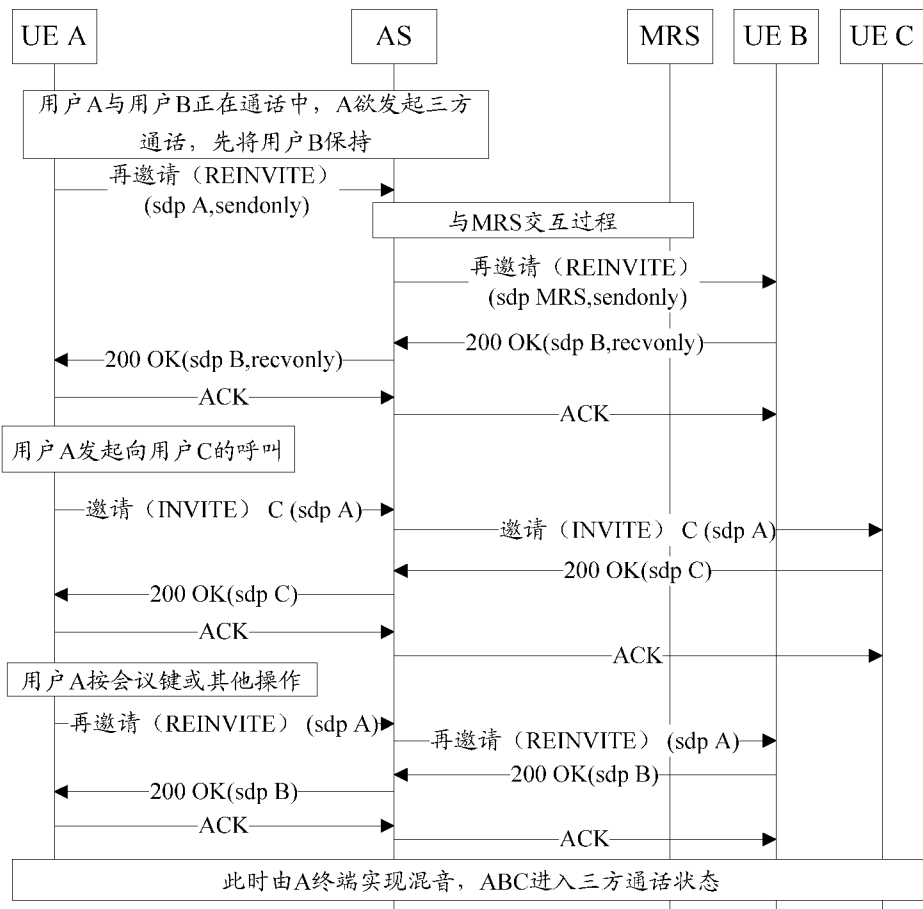 UE A
AS
MRS
UE B
UE C
用户A与用户B正在通话中，A欲发起三方
通话，先将用户B保持
再邀请（REINVITE）
(sdp A,sendonly)
与MRS交互过程
再邀请（REINVITE）
(sdp MRS,sendonly)
200 OK(sdp B,recvonly)
200 OK(sdp B,recvonly)
ACK
ACK
用户A发起向用户C的呼叫
邀请（INVITE） C (sdp A)
邀请（INVITE） C (sdp A)
200 OK(sdp C)
200 OK(sdp C)
ACK
ACK
用户A按会议键或其他操作
再邀请（REINVITE） (sdp A)
再邀请（REINVITE） (sdp A)
200 OK(sdp B)
200 OK(sdp B)
ACK
ACK
此时由A终端实现混音，ABC进入三方通话状态